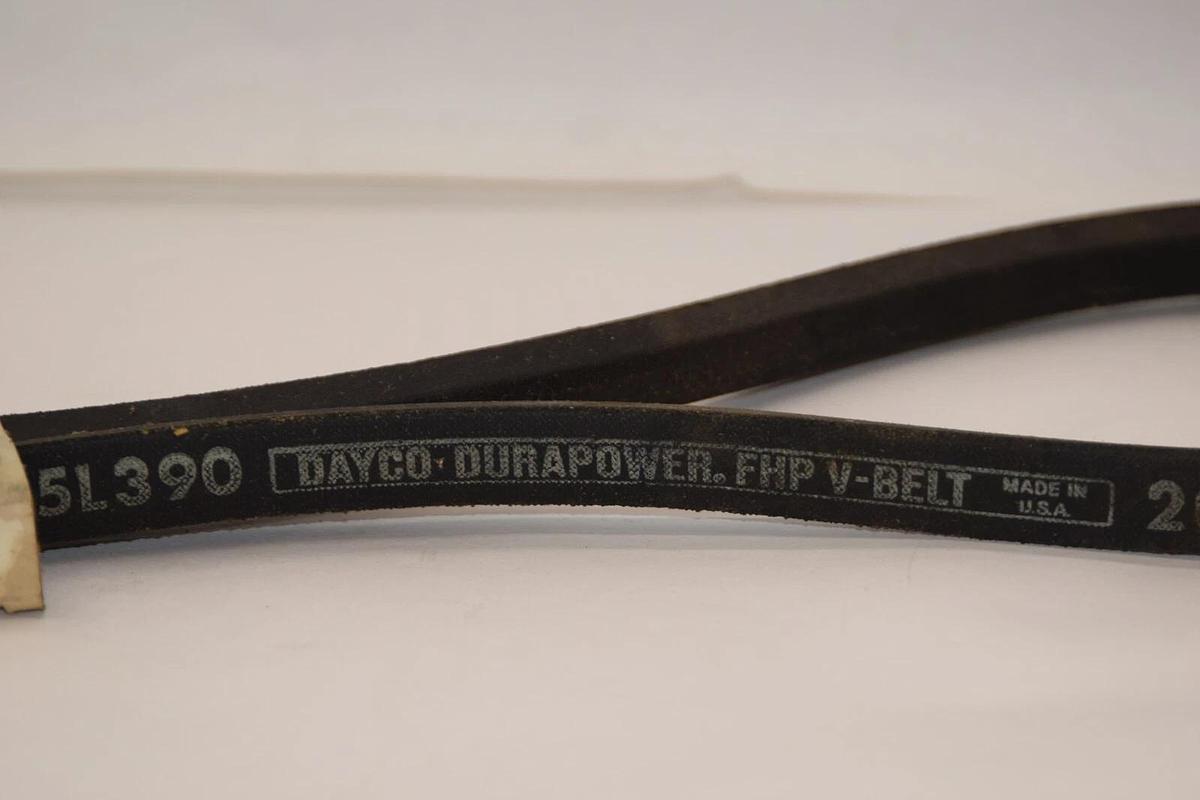 5L390 DAYCO DURAPOWER® FHP V-BELT MADE IN
U.S.A.